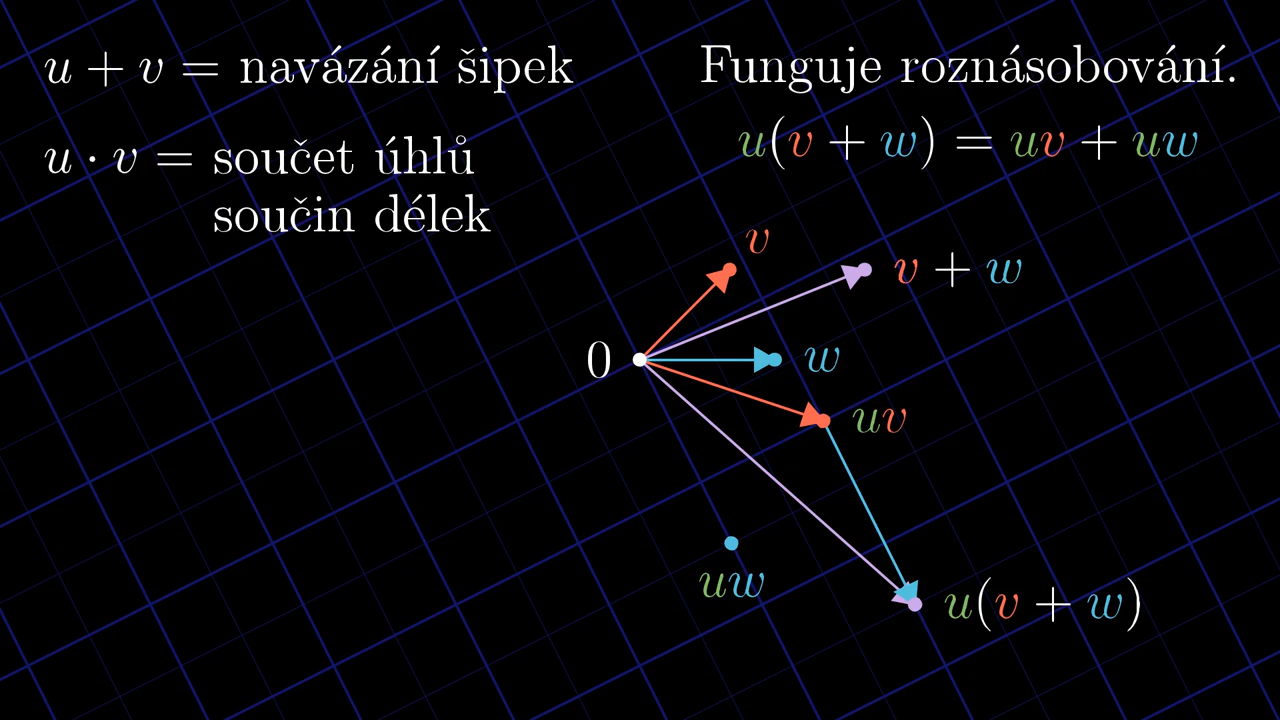 u + v = navázání šipek
u · v = součet úhlů
součin délek
Funguje roznásobování.
u(v + w) = uv + uw
v
v + w
0
w
uv
uw
u(v + w)